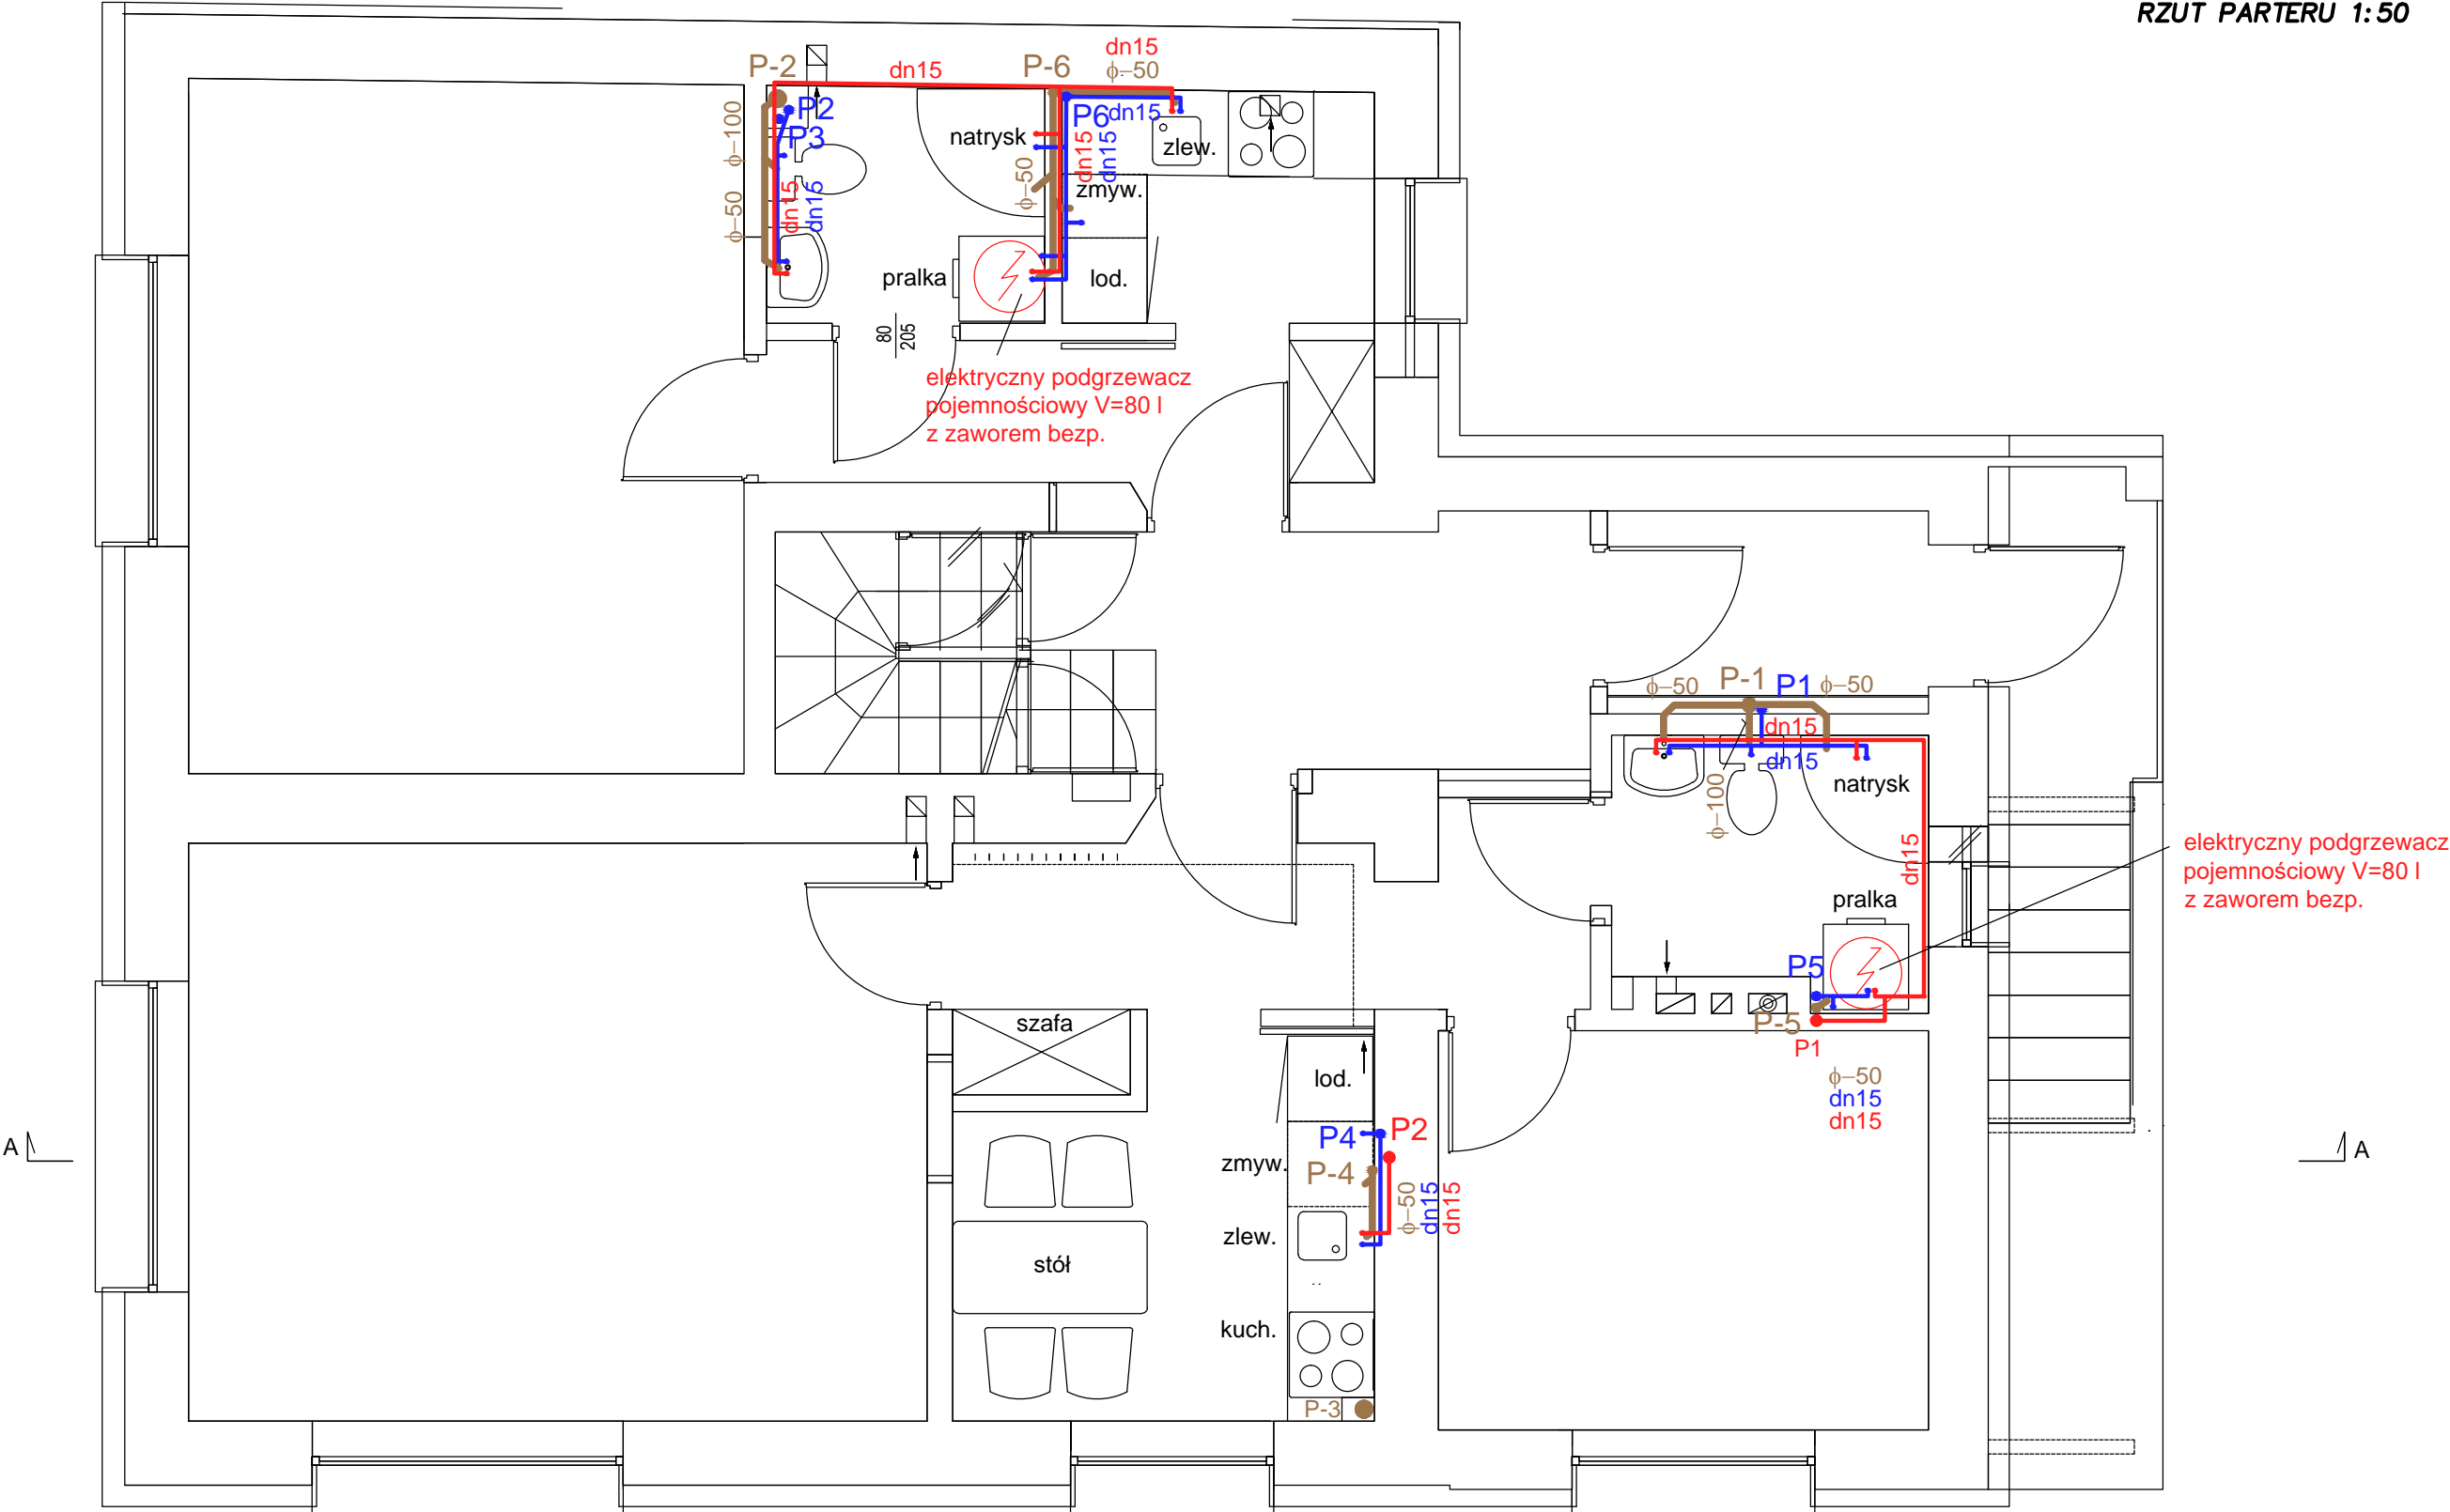 RZUT PARTERU 1:50
P-2
dn15
P-6
dn15
ϕ-50
ϕ-100
P2
P3
natrysk
P6
dn15
zlew.
dn15
dn15
ϕ-50
zmyw.
ϕ-50
dn15
dn15
pralka
lod.
80
205
elektryczny podgrzewacz
pojemnościowy V=80 l
z zaworem bezp.
ϕ-50
P-1
P1
ϕ-50
dn15
dn15
natrysk
ϕ-100
dn15
elektryczny podgrzewacz
pojemnościowy V=80 l
z zaworem bezp.
pralka
P5
P-5
P1
szafa
lod.
ϕ-50
dn15
dn15
A
P4
P2
A
zmyw.
P-4
ϕ-50
dn15
dn15
zlew.
stół
kuch.
P-3